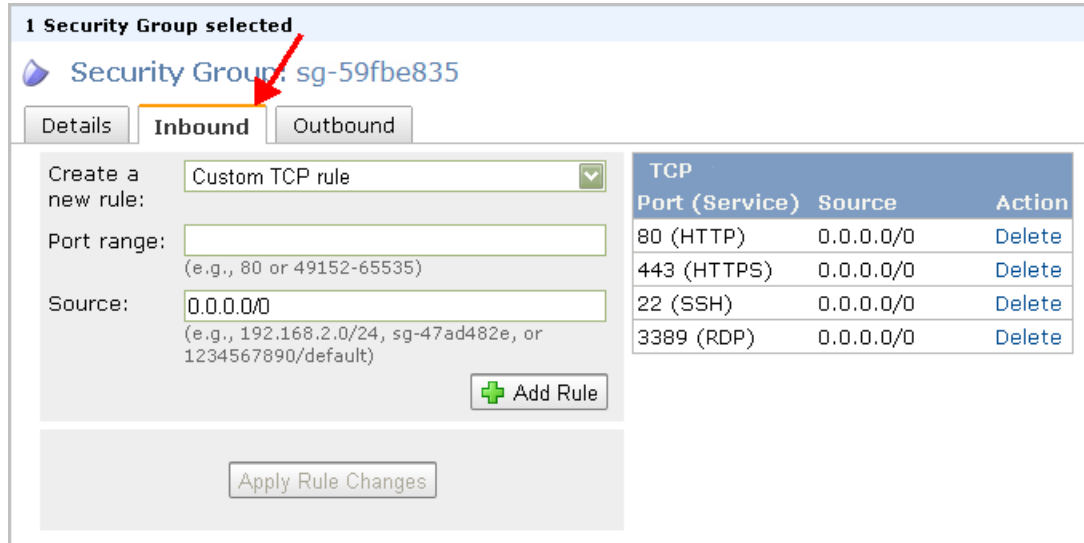 1 Security Group selected
Security Group: sg-59fbe835
Details Inbound Outbound
Create a new rule: Custom TCP rule
Port range:
(e.g., 80 or 49152-65535)
Source: 0.0.0.0/0
(e.g., 192.168.2.0/24, sg-47ad482e, or
1234567890/default)
Add Rule
Apply Rule Changes
TCP
Port (Service) Source Action
80 (HTTP) 0.0.0.0/0 Delete
443 (HTTPS) 0.0.0.0/0 Delete
22 (SSH) 0.0.0.0/0 Delete
3389 (RDP) 0.0.0.0/0 Delete